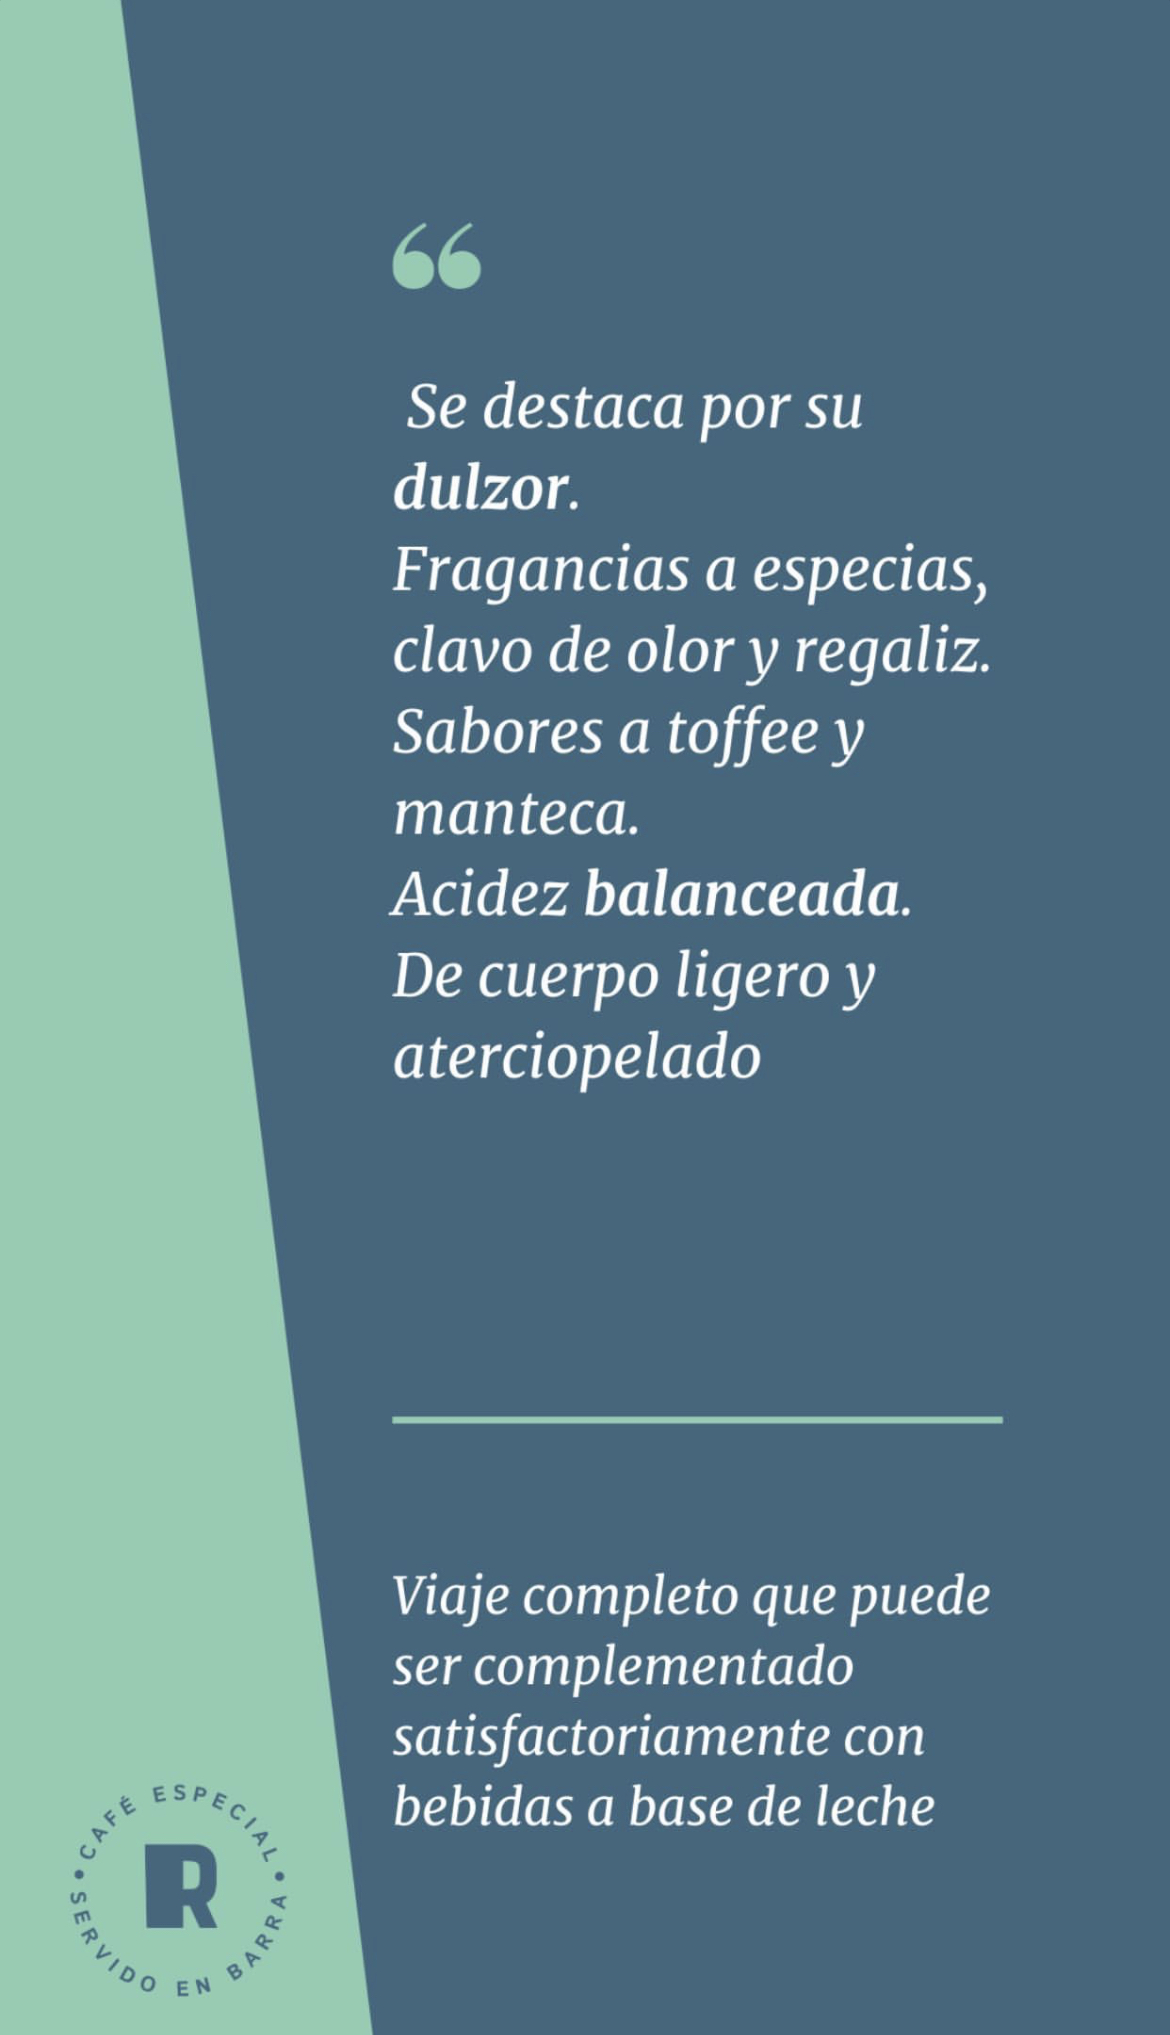 “
Se destaca por su
dulzor.
Fragancias a especias,
clavo de olor y regaliz.
Sabores a toffee y
manteca.
Acidez balanceada.
De cuerpo ligero y
aterciopelado
Viaje completo que puede
ser complementado
satisfactoriamente con
bebidas a base de leche
• CAFÉ ESPECIAL •
R
SERVIDO EN BARRA